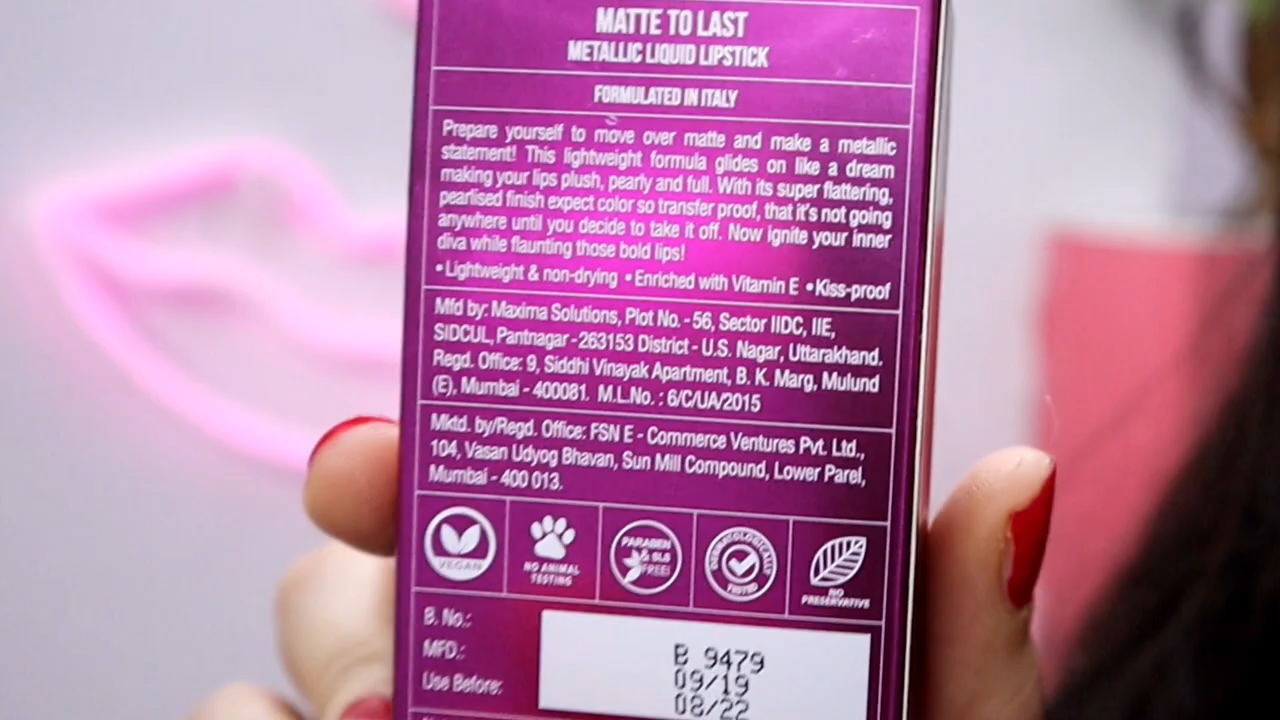 MATTE TO LAST
METALLIC LIQUID LIPSTICK
FORMULATED IN ITALY
Prepare yourself to move over matte and make a metallic
statement! This lightweight formula glides on like a dream
making your lips plush, pearly and full. With its super flattering,
pearlised finish expect color so transfer proof, that it's not going
anywhere until you decide to take it off. Now ignite your inner
diva while flaunting those bold lips!
• Lightweight & non-drying • Enriched with Vitamin E • Kiss-proof
Mfd by: Maxima Solutions, Plot No. - 56, Sector IIDC, IIE,
SIDCUL, Pantnagar - 263153 District - U.S. Nagar, Uttarakhand.
Regd. Office: 9, Siddhi Vinayak Apartment, B. K. Marg, Mulund
(E), Mumbai - 400081. M.L.No. : 6/C/UA/2015
Mktd. by/Regd. Office: FSN E - Commerce Ventures Pvt. Ltd.,
104, Vasan Udyog Bhavan, Sun Mill Compound, Lower Parel,
Mumbai - 400 013.
VEGAN
NO ANIMAL
TESTING
PARABEN
& SLS
FREE!
DERMATOLOGICALLY
TESTED
NO
PRESERVATIVE
B. No.: B 9479
MFD.: 09/19
Use Before: 08/22